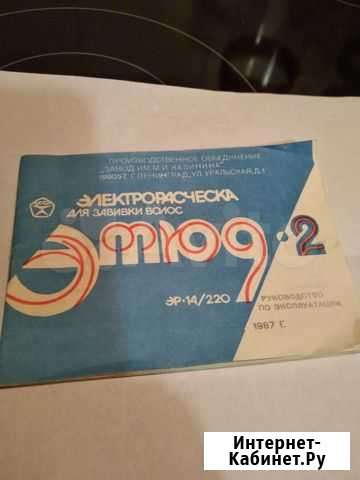 ПРОИЗВОДСТВЕННОЕ ОБЪЕДИНЕНИЕ
„ЗАВОД ИМ. М.И. КАЛИНИНА"
Г. ЛЕНИНГРАД, УЛ. УРАЛЬСКАЯ, Д.1
ЭЛЕКТРОРАСЧЕСКА
ДЛЯ ЗАВИВКИ ВОЛОС
Этюд-2
ЭР-14/220
РУКОВОДСТВО
ПО ЭКСПЛУАТАЦИИ
1987 Г.
Интернет-
Кабинет.Ру